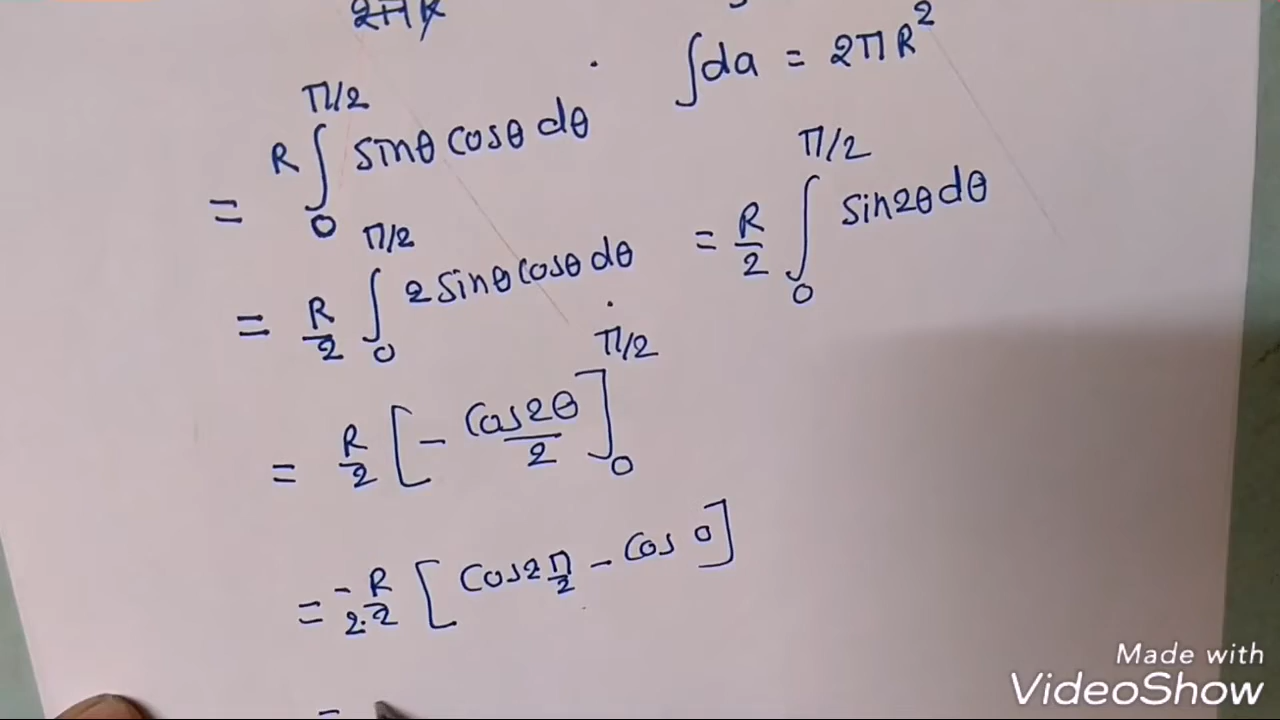 2πR
∫da = 2πR²
= R ∫₀^π/2 sinθ cosθ dθ
= R/2 ∫₀^π/2 2 sinθ cosθ dθ = R/2 ∫₀^π/2 sin2θ dθ
= R/2 [- cos2θ/2]₀^π/2
= -R/2·2 [cos2π/2 - cos 0]
=
Made with
VideoShow